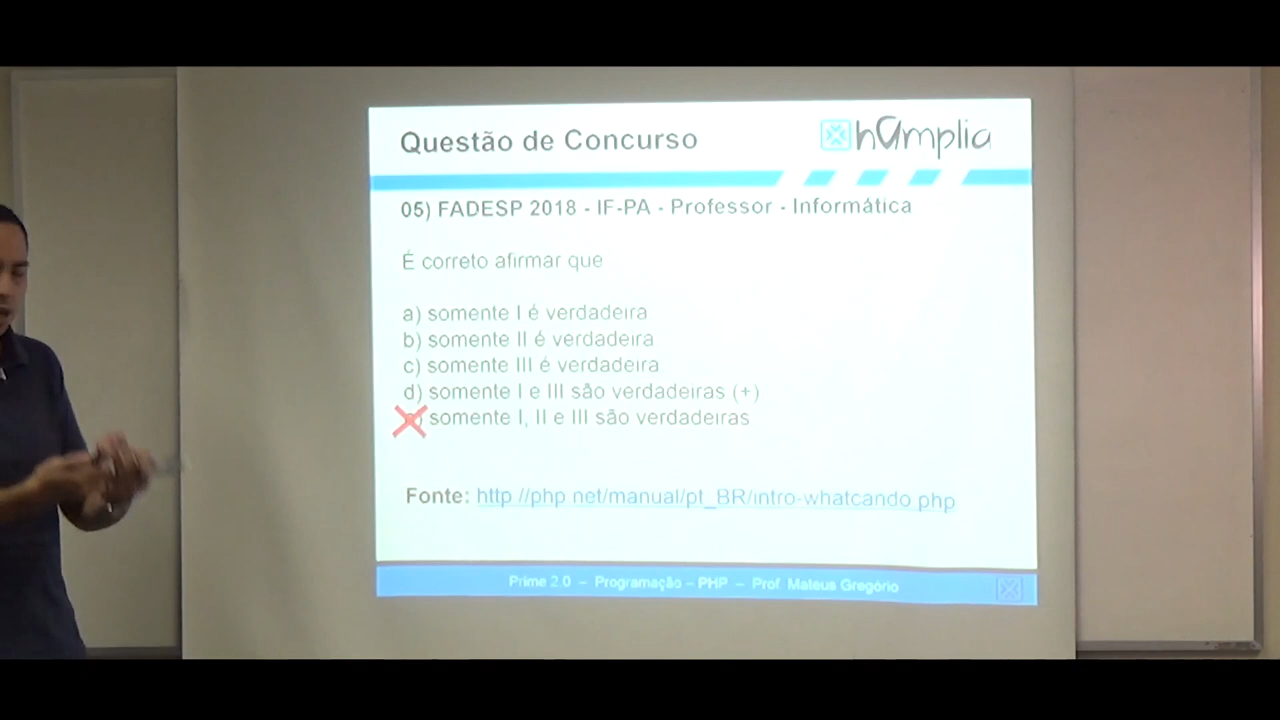 Questão de Concurso
hAmplia
05) FADESP 2018 - IF-PA - Professor - Informática
É correto afirmar que
a) somente I é verdadeira
b) somente II é verdadeira
c) somente III é verdadeira
d) somente I e III são verdadeiras (+)
somente I, II e III são verdadeiras
Fonte: http://php.net/manual/pt_BR/intro-whatcando.php
Prime 2.0 – Programação – PHP – Prof. Mateus Gregório